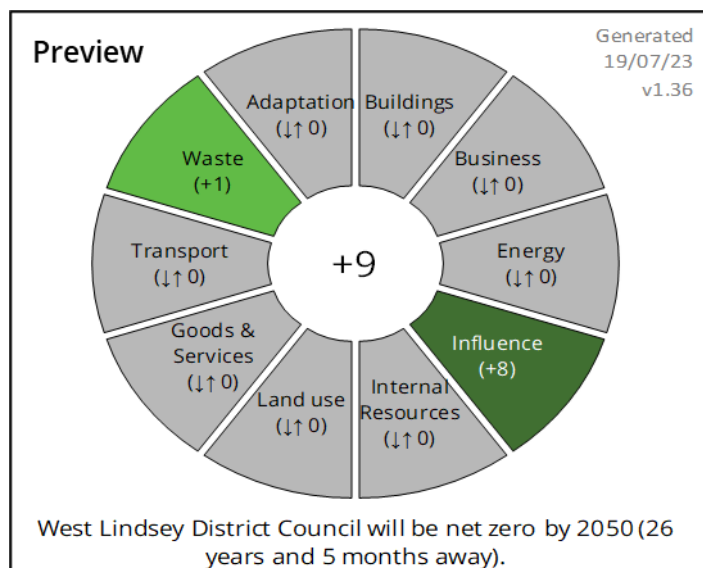 Preview
Generated
19/07/23
v1.36
Adaptation
(↓↑ 0)
Buildings
(↓↑ 0)
Waste
(+1)
Business
(↓↑ 0)
Transport
(↓↑ 0)
+9
Energy
(↓↑ 0)
Goods &
Services
(↓↑ 0)
Influence
(+8)
Land use
(↓↑ 0)
Internal
Resources
(↓↑ 0)
West Lindsey District Council will be net zero by 2050 (26
years and 5 months away).